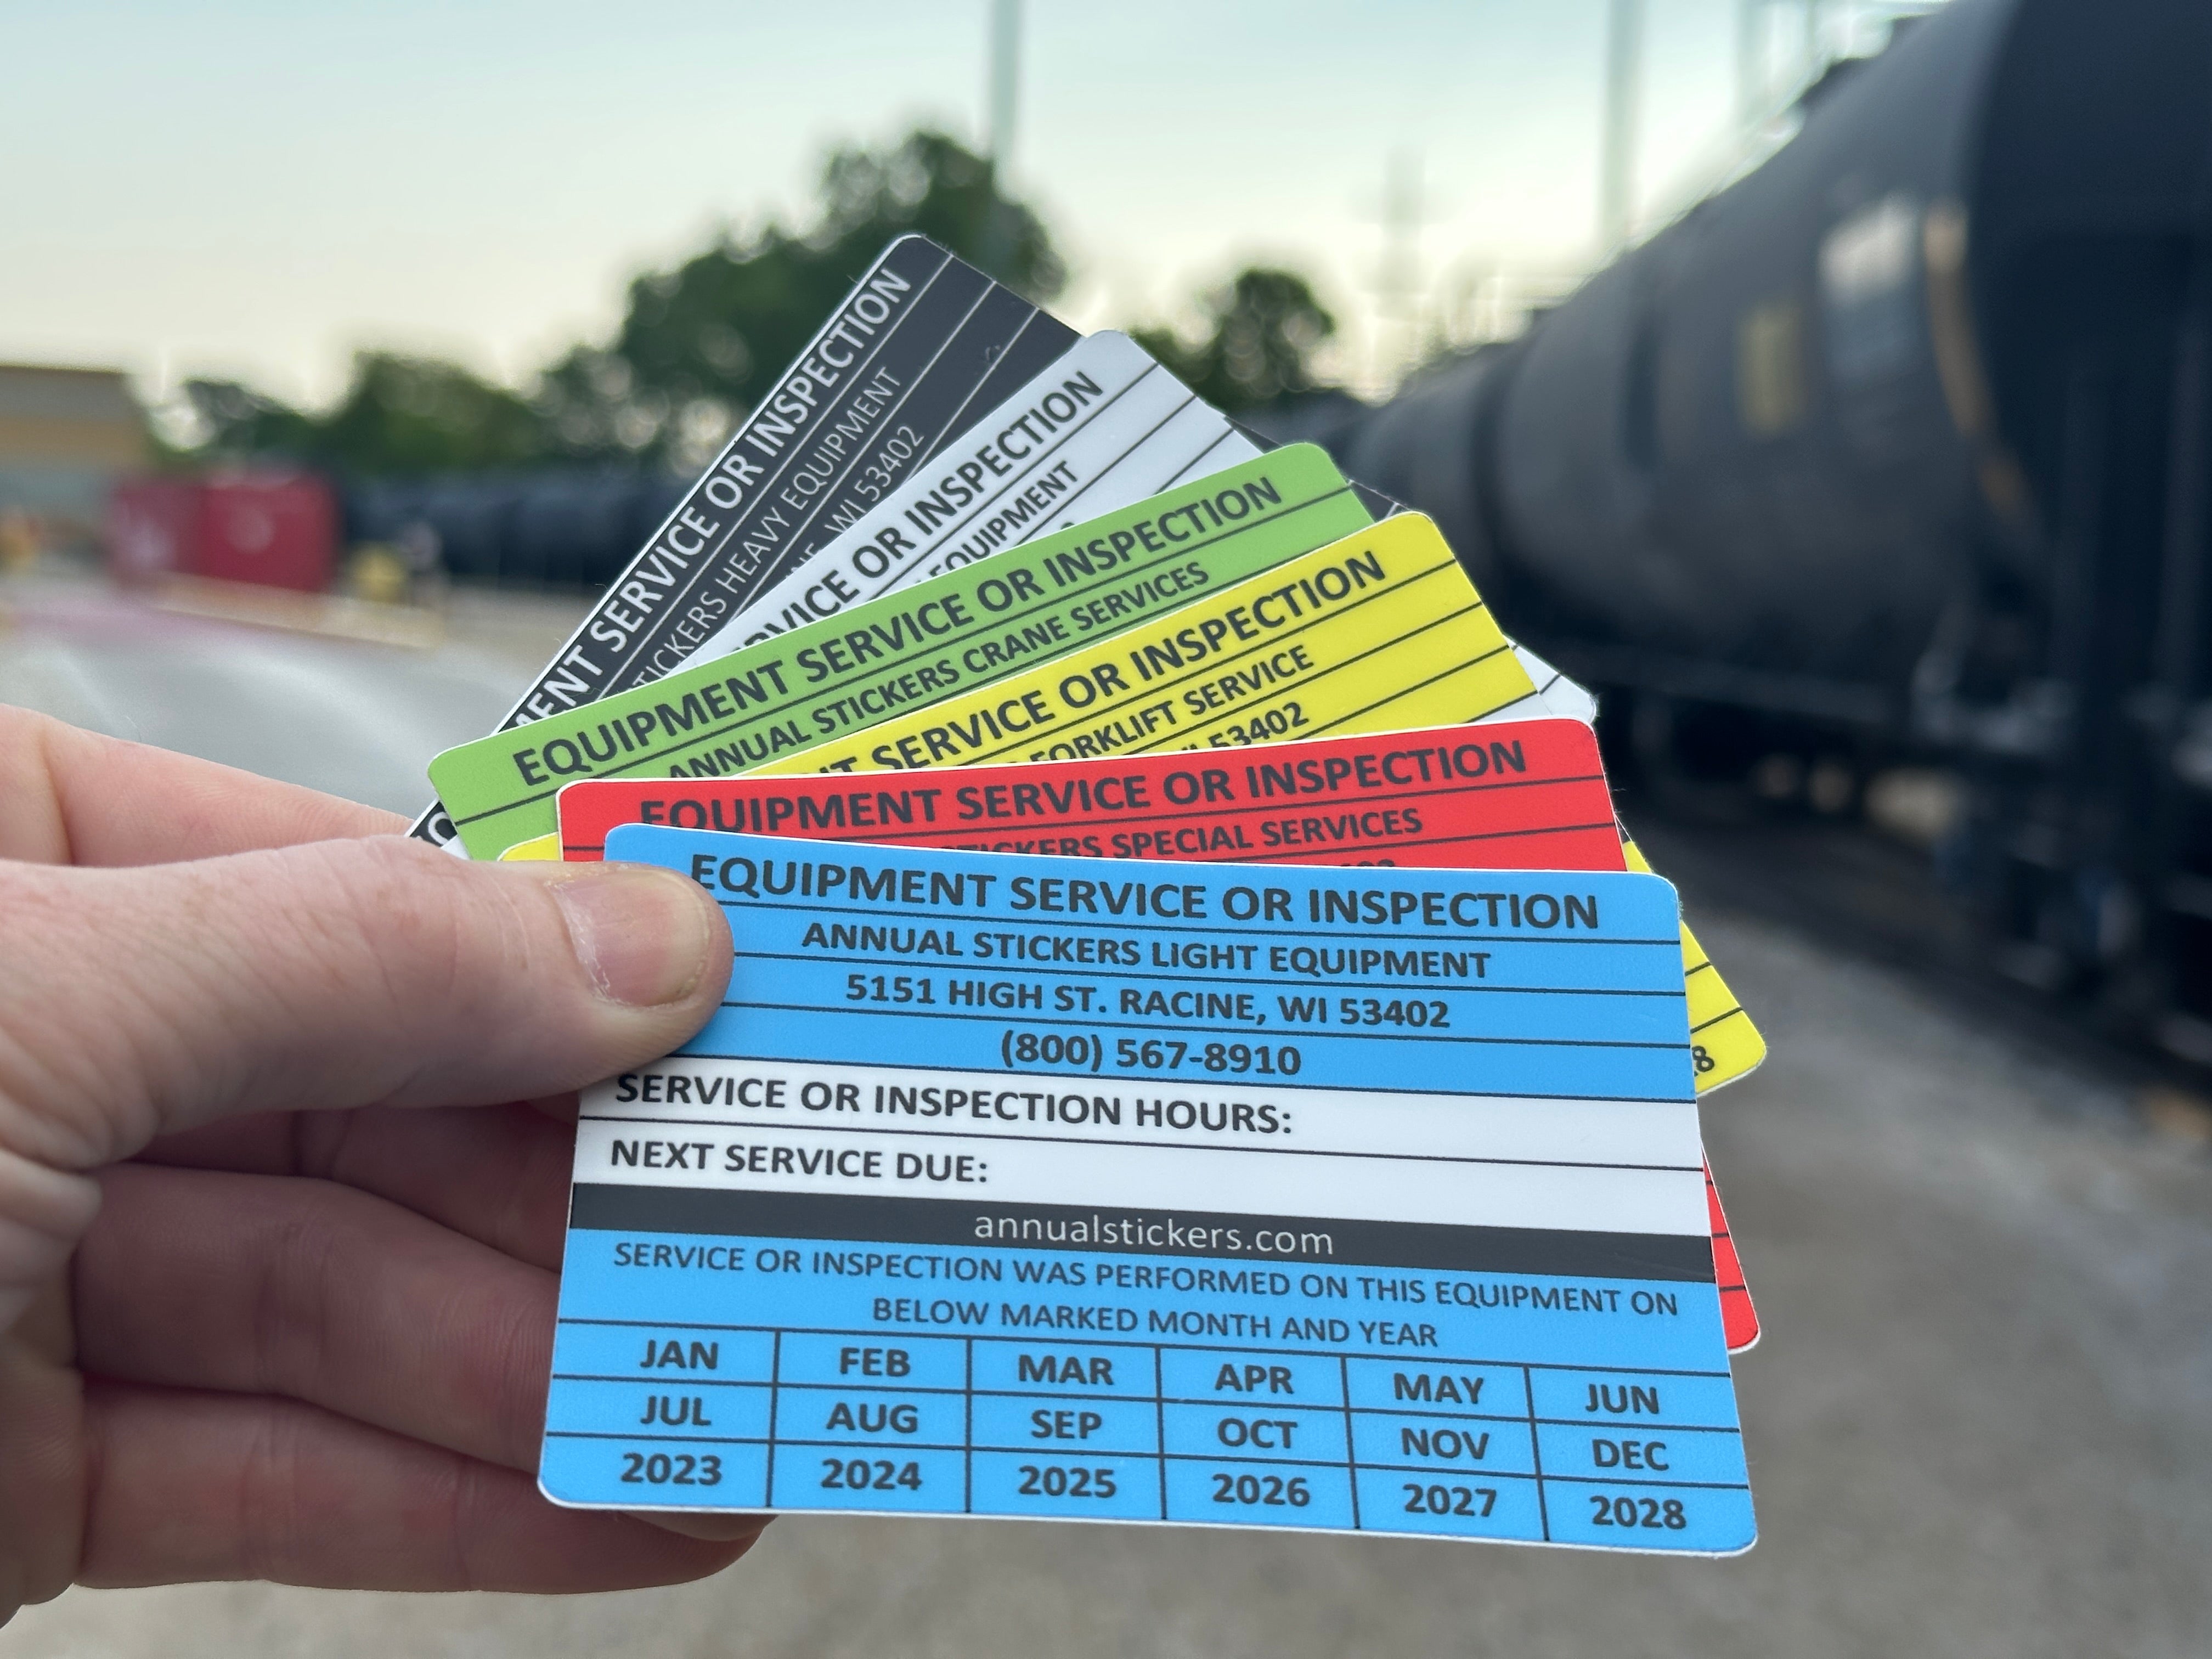 SERVICE OR INSPECTION
STICKERS HEAVY EQUIPMENT
WI 53402
OR INSPECTION
EQUIPMENT
EQUIPMENT SERVICE OR INSPECTION
ANNUAL STICKERS CRANE SERVICES
SERVICE OR INSPECTION
FORKLIFT SERVICE
WI 53402
EQUIPMENT SERVICE OR INSPECTION
STICKERS SPECIAL SERVICES
EQUIPMENT SERVICE OR INSPECTION
ANNUAL STICKERS LIGHT EQUIPMENT
5151 HIGH ST. RACINE, WI 53402
(800) 567-8910
SERVICE OR INSPECTION HOURS:
NEXT SERVICE DUE:
annualstickers.com
SERVICE OR INSPECTION WAS PERFORMED ON THIS EQUIPMENT ON
BELOW MARKED MONTH AND YEAR
JAN FEB MAR APR MAY JUN
JUL AUG SEP OCT NOV DEC
2023 2024 2025 2026 2027 2028